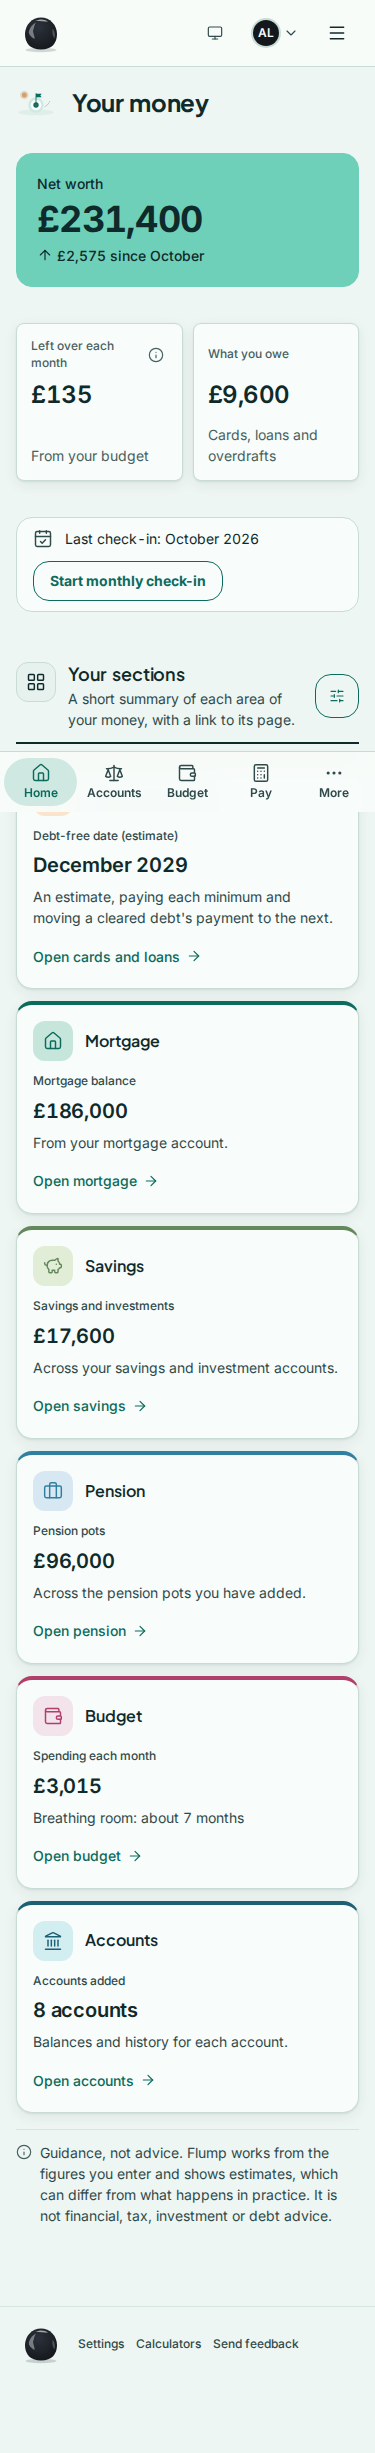 AL
Your money
Net worth
£231,400
↑ £2,575 since October
Left over each
month
£135
From your budget
What you owe
£9,600
Cards, loans and
overdrafts
Last check-in: October 2026
Start monthly check-in
Your sections
A short summary of each area of
your money, with a link to its page.
Home
Accounts
Budget
Pay
More
Debt-free date (estimate)
December 2029
An estimate, paying each minimum and
moving a cleared debt's payment to the next.
Open cards and loans →
Mortgage
Mortgage balance
£186,000
From your mortgage account.
Open mortgage →
Savings
Savings and investments
£17,600
Across your savings and investment accounts.
Open savings →
Pension
Pension pots
£96,000
Across the pension pots you have added.
Open pension →
Budget
Spending each month
£3,015
Breathing room: about 7 months
Open budget →
Accounts
Accounts added
8 accounts
Balances and history for each account.
Open accounts →
Guidance, not advice. Flump works from the
figures you enter and shows estimates, which
can differ from what happens in practice. It is
not financial, tax, investment or debt advice.
Settings
Calculators
Send feedback